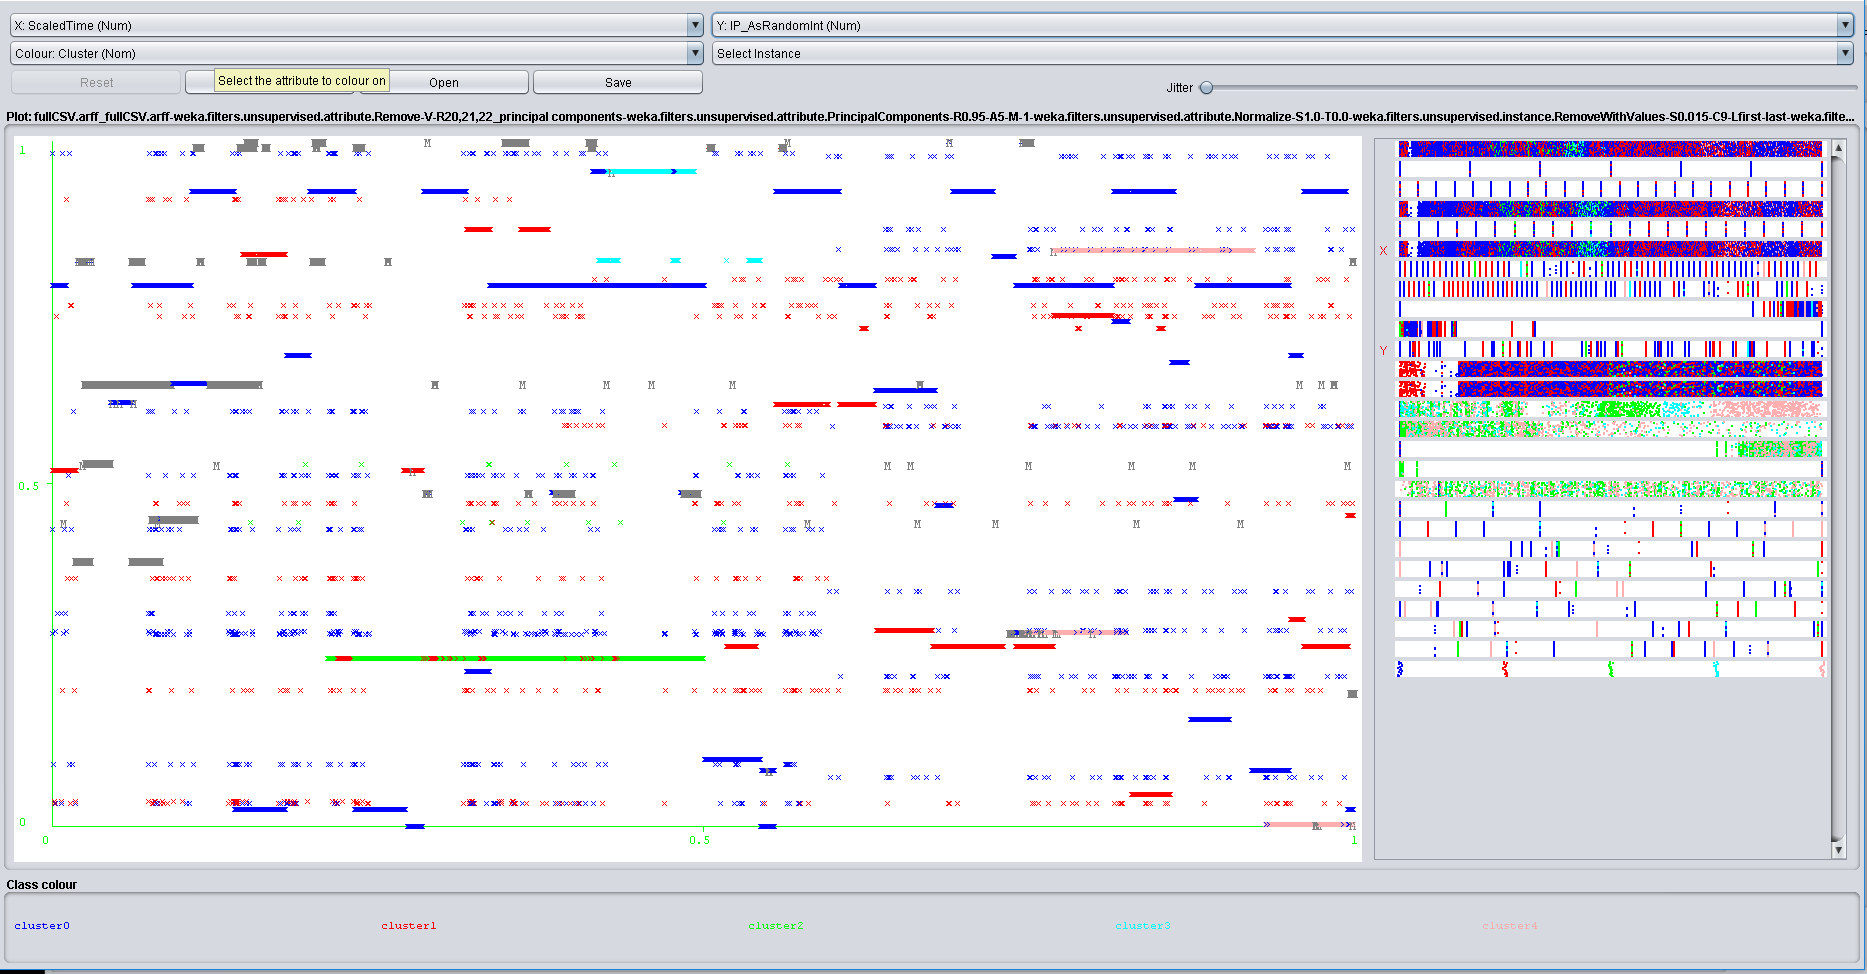 X: ScaledTime (Num)
Y: IP_AsRandomInt (Num)
Colour: Cluster (Nom)
Select Instance
Reset
Select the attribute to colour on
Open
Save
Jitter
Plot: fullCSV.arff_fullCSV.arff-weka.filters.unsupervised.attribute.Remove-V-R20,21,22_principal components-weka.filters.unsupervised.attribute.PrincipalComponents-R0.95-A5-M-1-weka.filters.unsupervised.attribute.Normalize-S1.0-T0.0-weka.filters.unsupervised.instance.RemoveWithValues-S0.015-C9-Lfirst-last-weka.filte...
1
0.5
0
0
0.5
1
X
Y
Class colour
cluster0
cluster1
cluster2
cluster3
cluster4